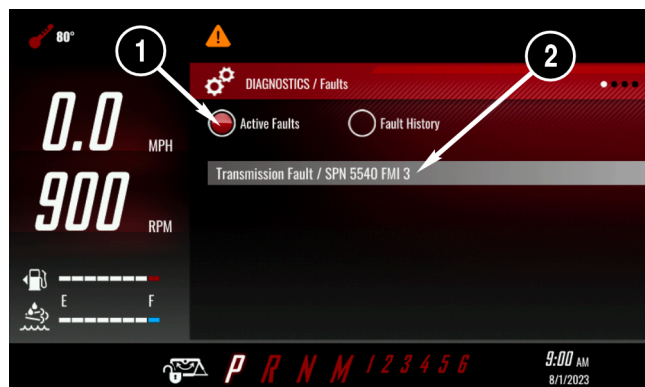 80°
1
2
DIAGNOSTICS / Faults
Active Faults
Fault History
0.0 MPH
Transmission Fault / SPN 5540 FMI 3
900 RPM
E F
P R N M 1 2 3 4 5 6
9:00 AM
8/1/2023